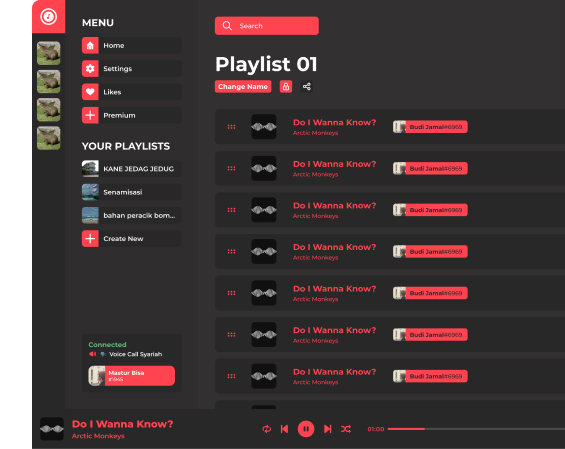 MENU
Home
Settings
Likes
Premium
YOUR PLAYLISTS
KANE JEDAG JEDUG
Senamisasi
bahan peracik bom...
Create New
Connected
Voice Call Syariah
Mastur Bisa
#1945
Search
Playlist 01
Change Name
Do I Wanna Know?
Arctic Monkeys
Budi Jamal#6969
Do I Wanna Know?
Arctic Monkeys
Budi Jamal#6969
Do I Wanna Know?
Arctic Monkeys
Budi Jamal#6969
Do I Wanna Know?
Arctic Monkeys
Budi Jamal#6969
Do I Wanna Know?
Arctic Monkeys
Budi Jamal#6969
Do I Wanna Know?
Arctic Monkeys
Budi Jamal#6969
Do I Wanna Know?
Arctic Monkeys
Budi Jamal#6969
Do I Wanna Know?
Arctic Monkeys
01:00